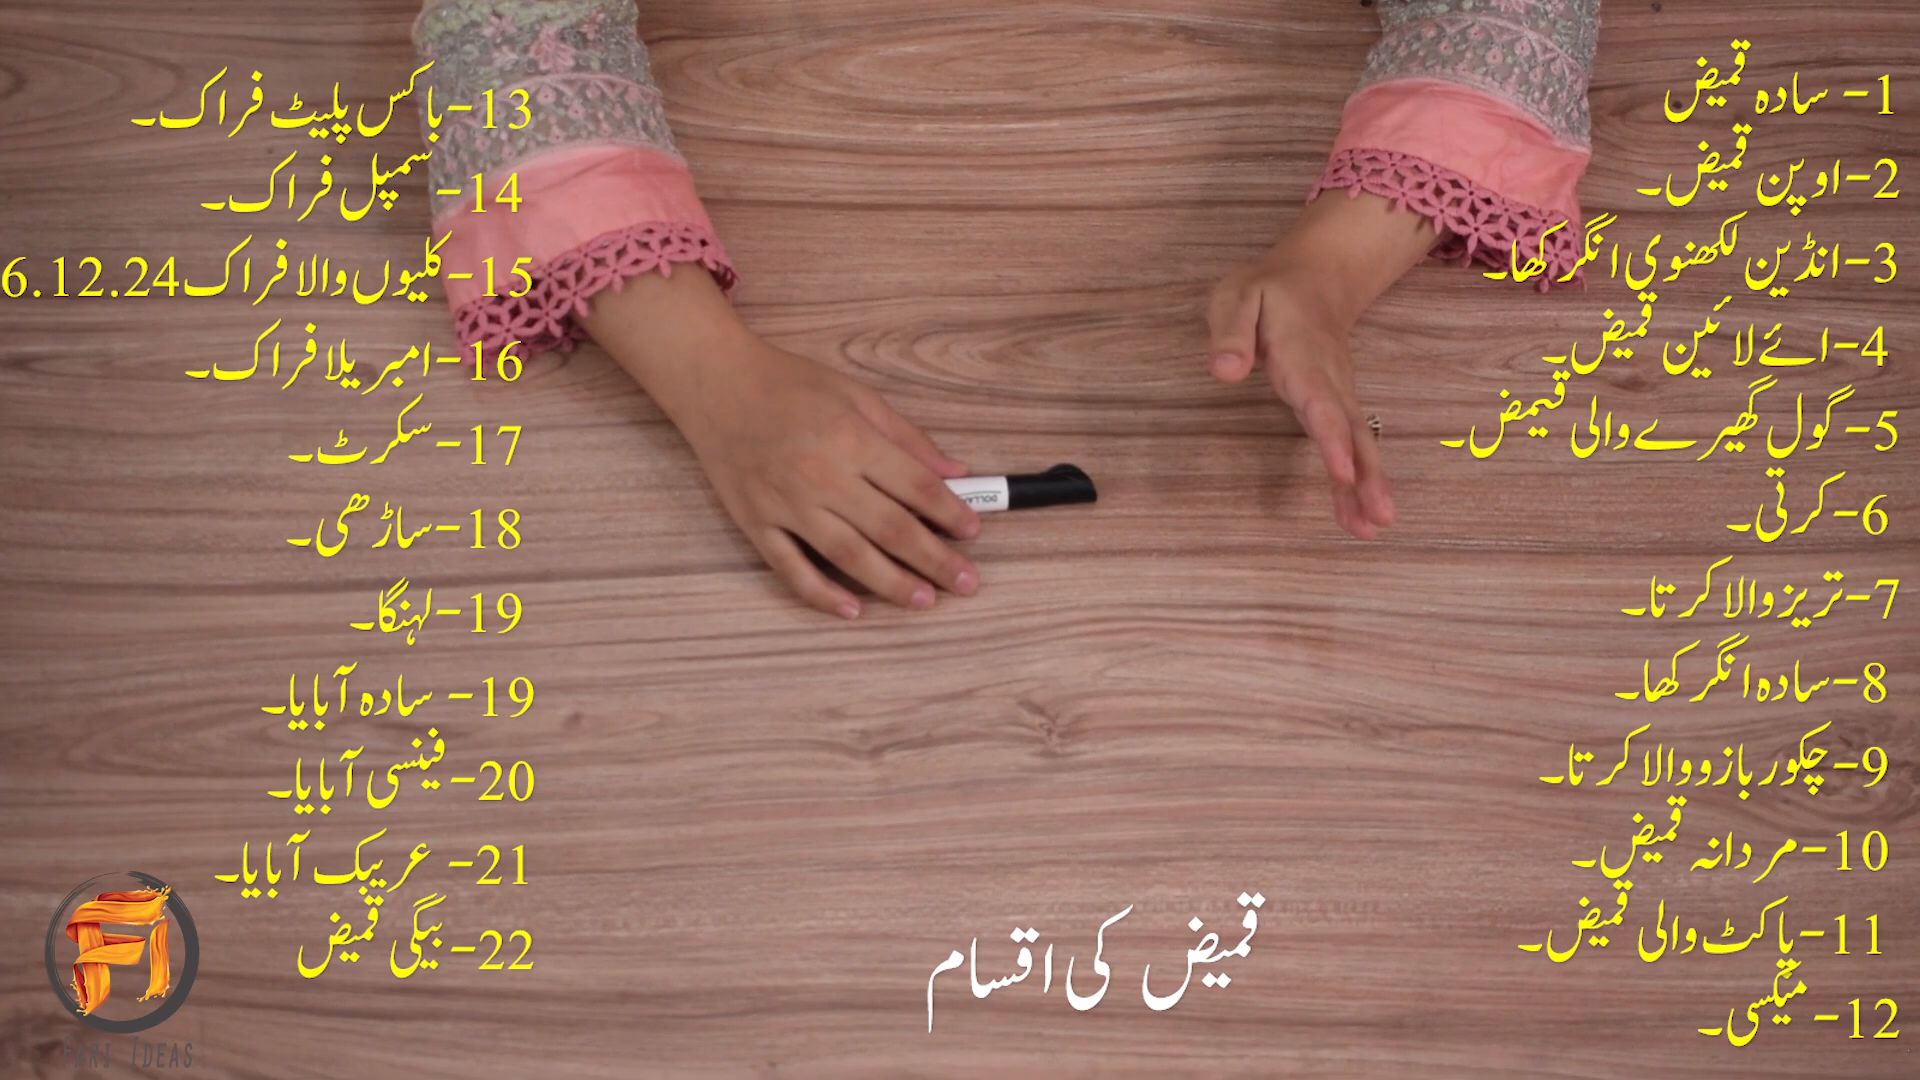 1- سادہ قمیض
2-اوپن قمیض۔
3-انڈین لکھنوی انگرکھا۔
4-ائے لائین قمیض۔
5-گول گھیرے والی قیمض۔
6-کرتی۔
7-تریز والا کرتا۔
8-سادہ انگرکھا۔
9-چکور بازو والا کرتا۔
10-مردانہ قمیض۔
11-پاکٹ والی قمیض۔
12- میکسی۔
13-باکس پلیٹ فراک۔
14-سمپل فراک۔
15-کلیوں والا فراک6.12.24
16-امبریلا فراک۔
17-سکرٹ۔
18-ساڑھی۔
19-لہنگا۔
19- سادہ آبایا۔
20-فینسی آبایا۔
21- عریبک آبایا۔
22-بیگی قمیض
قمیض کی اقسام
DOLLAR
IDEAS